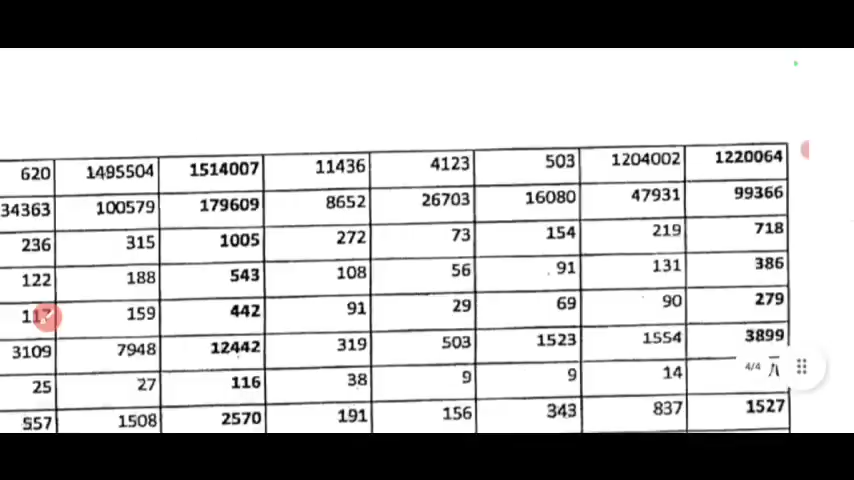 620 1495504 1514007 11436 4123 503 1204002 1220064
34363 100579 179609 8652 26703 16080 47931 99366
236 315 1005 272 73 154 219 718
122 188 543 108 56 91 131 386
159 442 91 29 69 90 279
3109 7948 12442 319 503 1523 1554 3899
25 27 116 38 9 9 14
4/4
557 1508 2570 191 156 343 837 1527